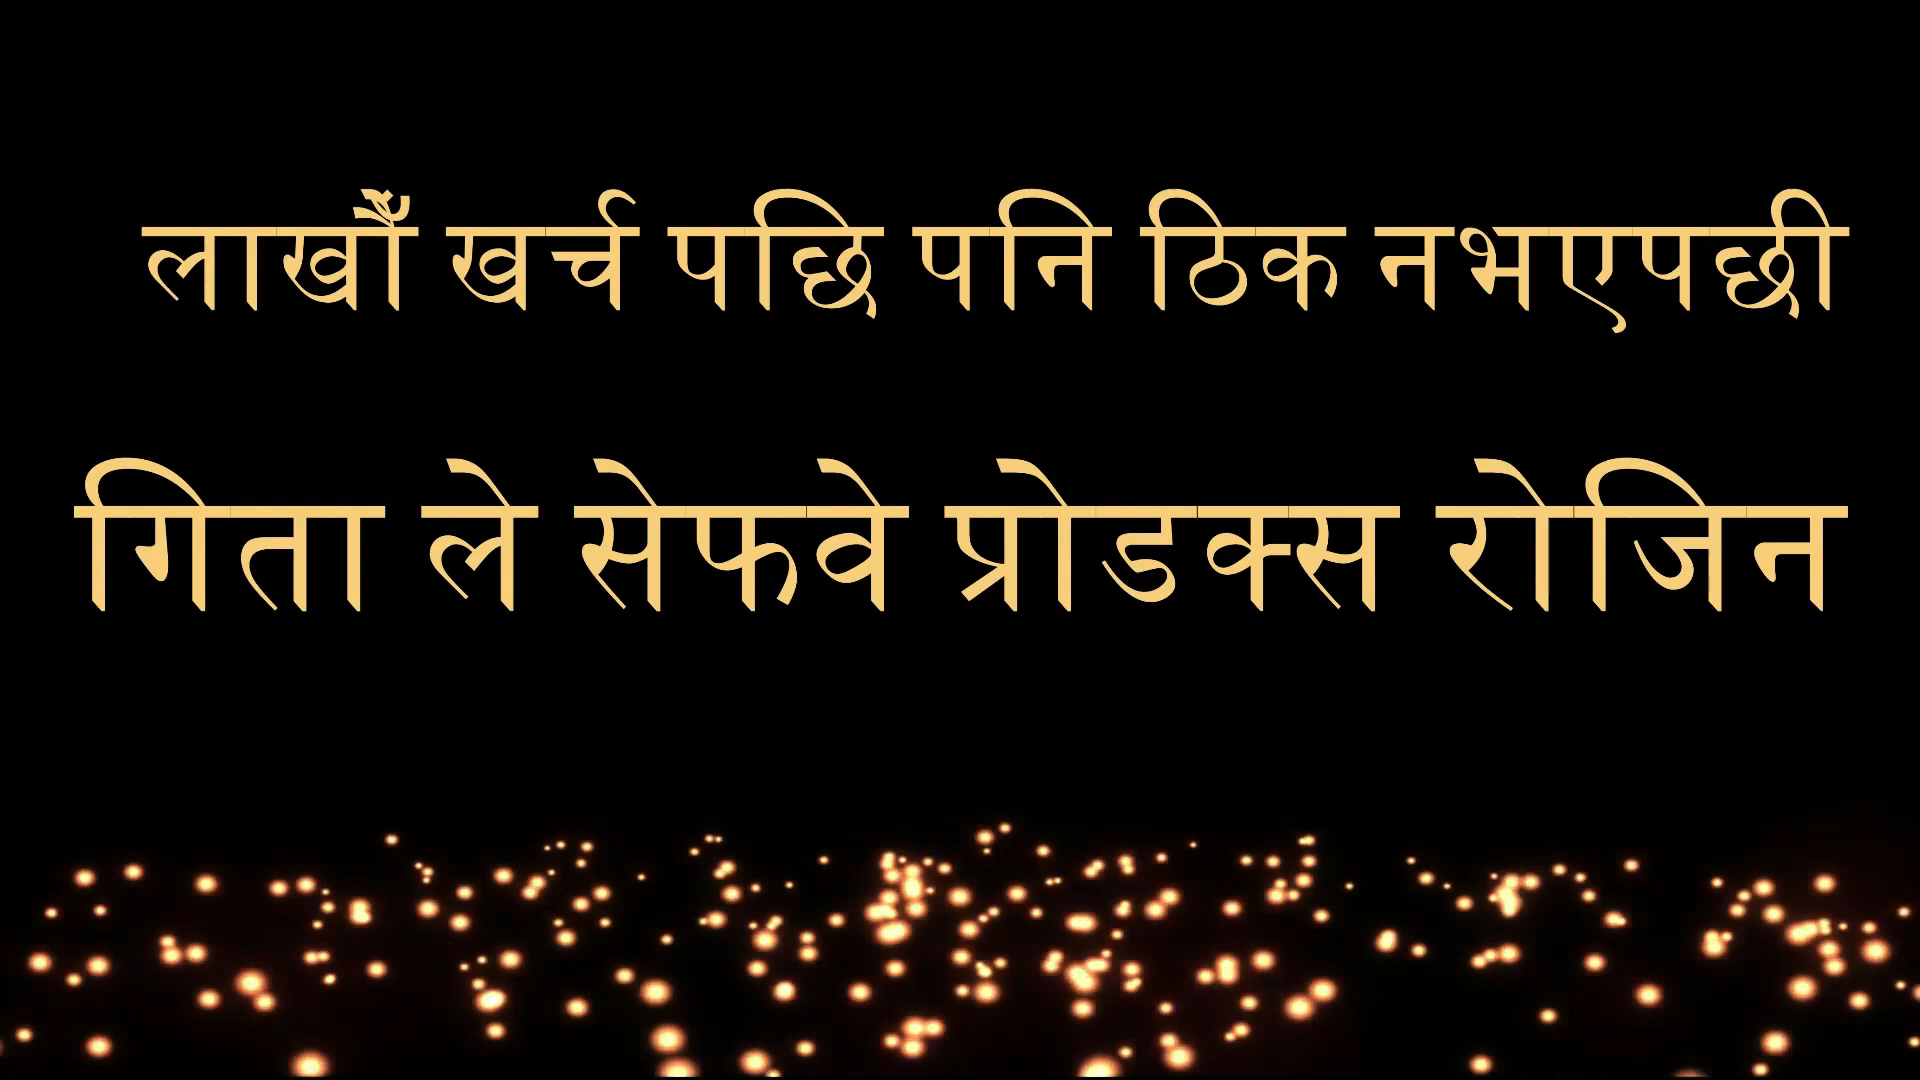 लाखौँ खर्च पछि पनि ठिक नभएपछी
गिता ले सेफवे प्रोडक्स रोजिन